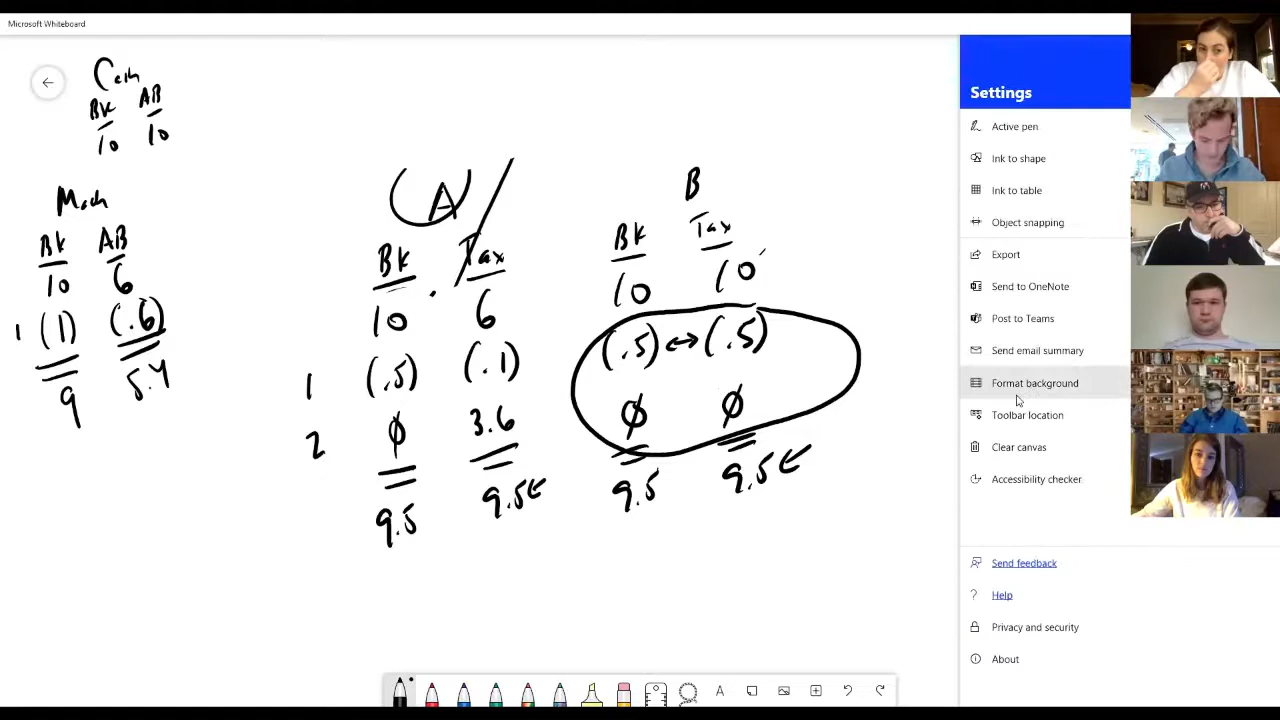 Microsoft Whiteboard
Cash
BK AB
10 10
Mach
BK AB
10 6
1 (1) (.6)
9 5.4
A
BK Tax
10 6
1 (.5) (.1)
2 ∅ 3.6
9.5 9.5←
B
BK Tax
10 10
(.5) ↔ (.5)
∅ ∅
9.5 9.5←
Settings
Active pen
Ink to shape
Ink to table
Object snapping
Export
Send to OneNote
Post to Teams
Send email summary
Format background
Toolbar location
Clear canvas
Accessibility checker
Send feedback
Help
Privacy and security
About